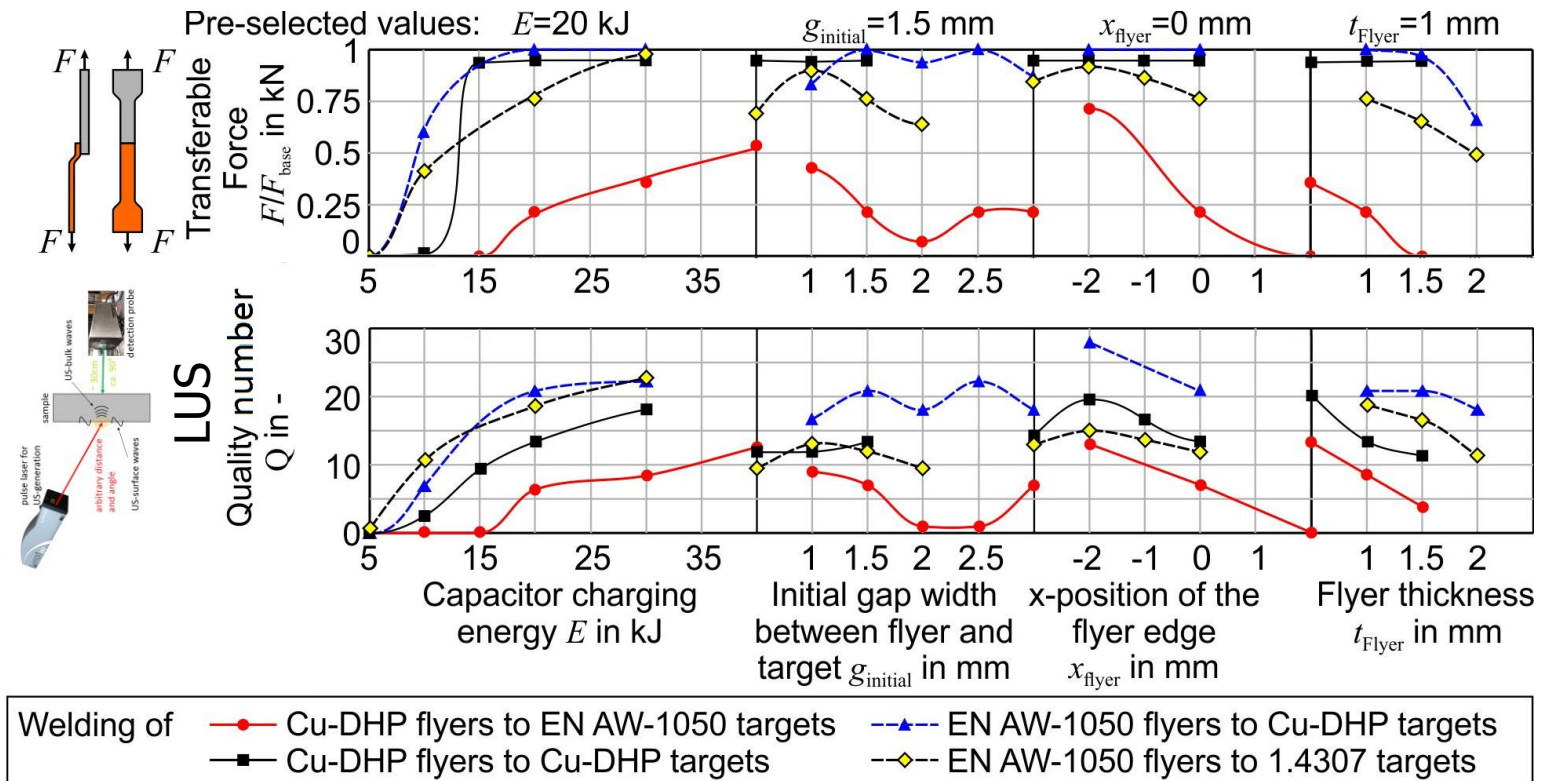 Pre-selected values: E=20 kJ g_initial=1.5 mm x_flyer=0 mm t_Flyer=1 mm
F F
F F
Transferable
Force
F/F_base in kN
1
0.75
0.5
0.25
0
5 15 25 35 1 1.5 2 2.5 -2 -1 0 1 1 1.5 2
detection probe
US-bulk waves
~ 30cm
ca. 90°
sample
pulse laser for
US-generation
arbitrary distance
and angle
US-surface waves
LUS
Quality number
Q in -
30
20
10
0
5 15 25 35 1 1.5 2 2.5 -2 -1 0 1 1 1.5 2
Capacitor charging
energy E in kJ
Initial gap width
between flyer and
target g_initial in mm
x-position of the
flyer edge
x_flyer in mm
Flyer thickness
t_Flyer in mm
Welding of
Cu-DHP flyers to EN AW-1050 targets
EN AW-1050 flyers to Cu-DHP targets
Cu-DHP flyers to Cu-DHP targets
EN AW-1050 flyers to 1.4307 targets